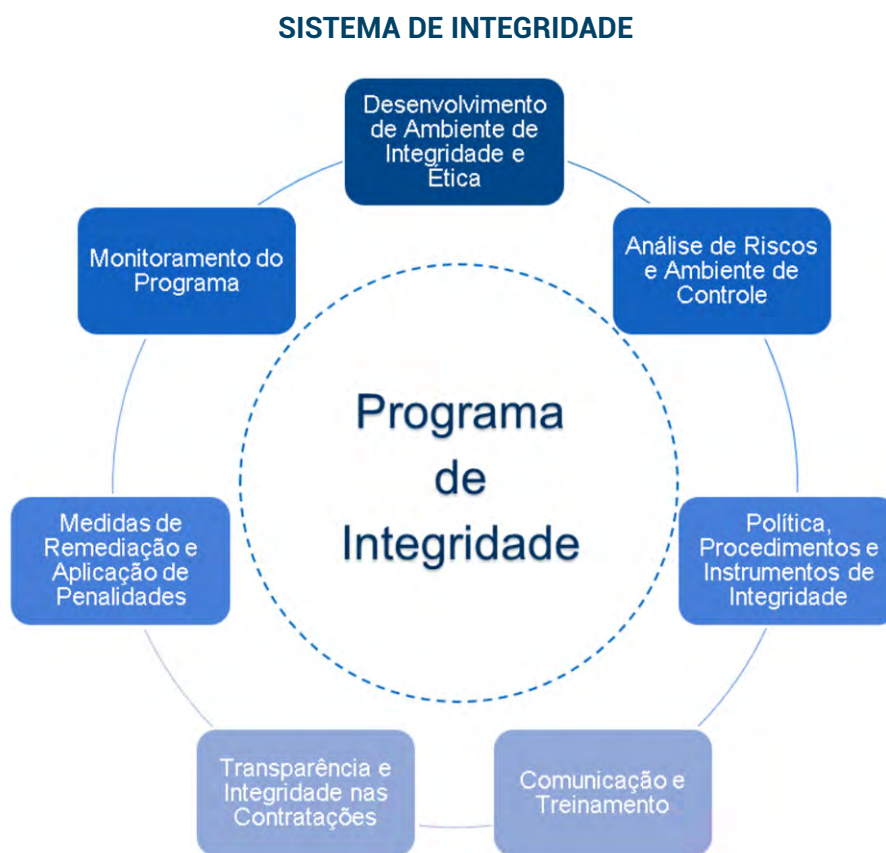 SISTEMA DE INTEGRIDADE
Desenvolvimento
de Ambiente de
Integridade e
Ética
Análise de Riscos
e Ambiente de
Controle
Política,
Procedimentos e
Instrumentos de
Integridade
Comunicação e
Treinamento
Transparência e
Integridade nas
Contratações
Medidas de
Remediação e
Aplicação de
Penalidades
Monitoramento do
Programa
Programa
de
Integridade